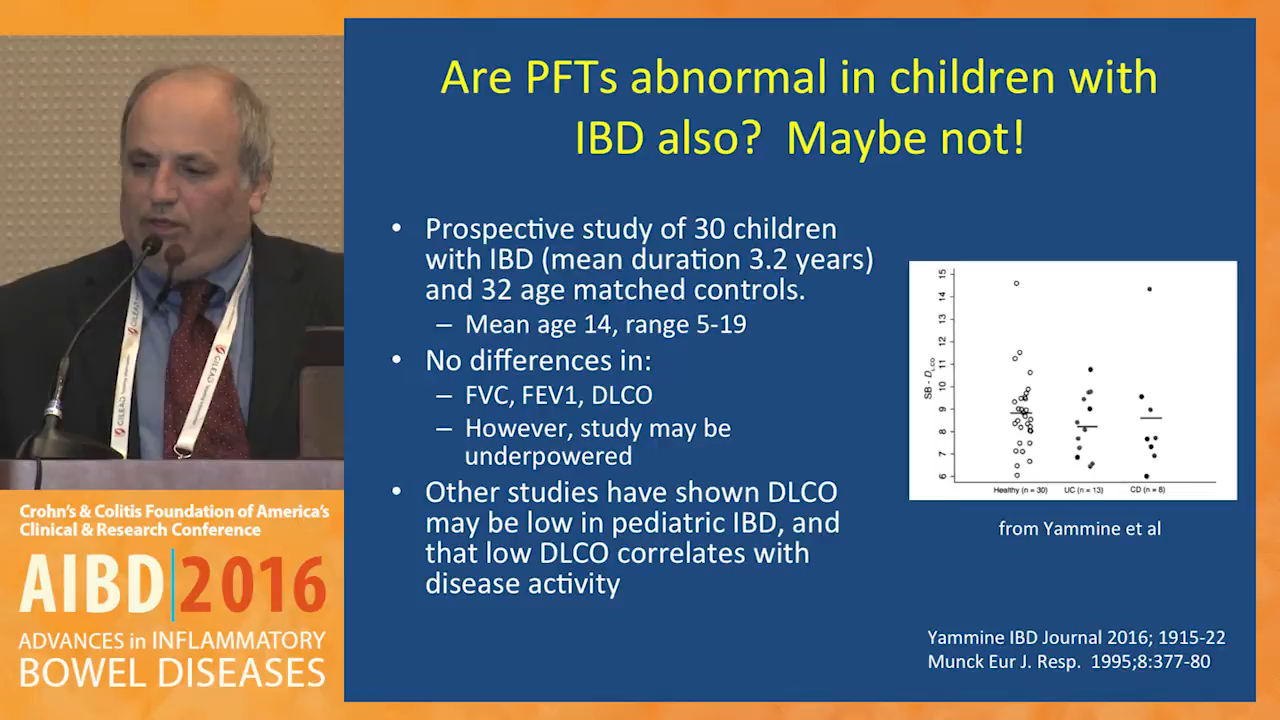 Are PFTs abnormal in children with
IBD also? Maybe not!
• Prospective study of 30 children
with IBD (mean duration 3.2 years)
and 32 age matched controls.
– Mean age 14, range 5-19
• No differences in:
– FVC, FEV1, DLCO
– However, study may be
underpowered
• Other studies have shown DLCO
may be low in pediatric IBD, and
that low DLCO correlates with
disease activity
SB - DLCO
15
14
13
12
11
10
9
8
7
6
Healthy (n = 30) UC (n = 13) CD (n = 8)
from Yammine et al
Yammine IBD Journal 2016; 1915-22
Munck Eur J. Resp. 1995;8:377-80
GILEAD
GILEAD
Crohn's & Colitis Foundation of America's
Clinical & Research Conference
AIBD|2016
ADVANCES in INFLAMMATORY
BOWEL DISEASES